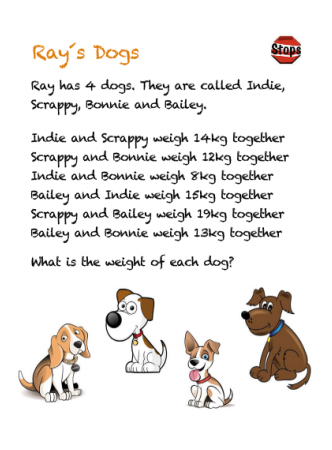 Ray´s Dogs
Stops
Ray has 4 dogs. They are called Indie,
Scrappy, Bonnie and Bailey.
Indie and Scrappy weigh 14kg together
Scrappy and Bonnie weigh 12kg together
Indie and Bonnie weigh 8kg together
Bailey and Indie weigh 15kg together
Scrappy and Bailey weigh 19kg together
Bailey and Bonnie weigh 13kg together
What is the weight of each dog?